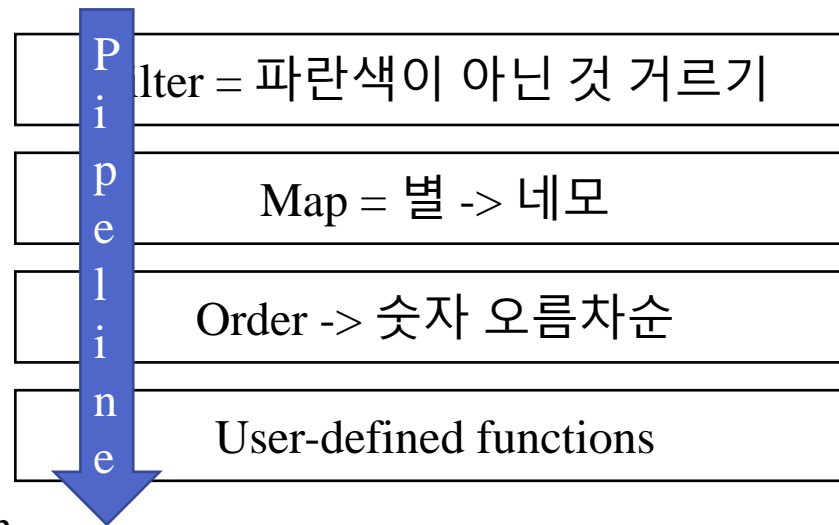 Pipeline
ilter = 파란색이 아닌 것 거르기
Map = 별 -> 네모
Order -> 숫자 오름차순
User-defined functions